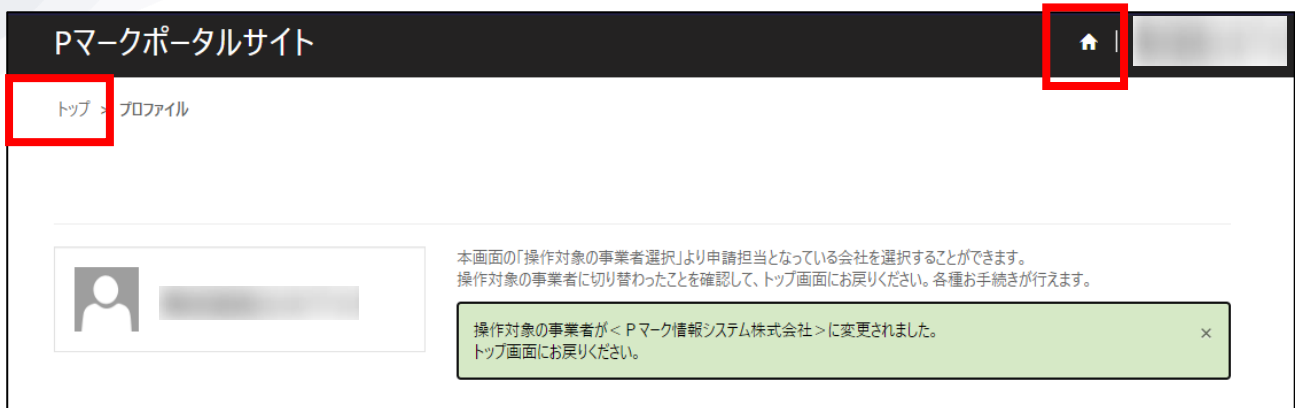 Pマークポータルサイト
トップ > プロファイル
本画面の「操作対象の事業者選択」より申請担当となっている会社を選択することができます。
操作対象の事業者に切り替わったことを確認して、トップ画面にお戻りください。各種お手続きが行えます。
操作対象の事業者が<Pマーク情報システム株式会社>に変更されました。
トップ画面にお戻りください。